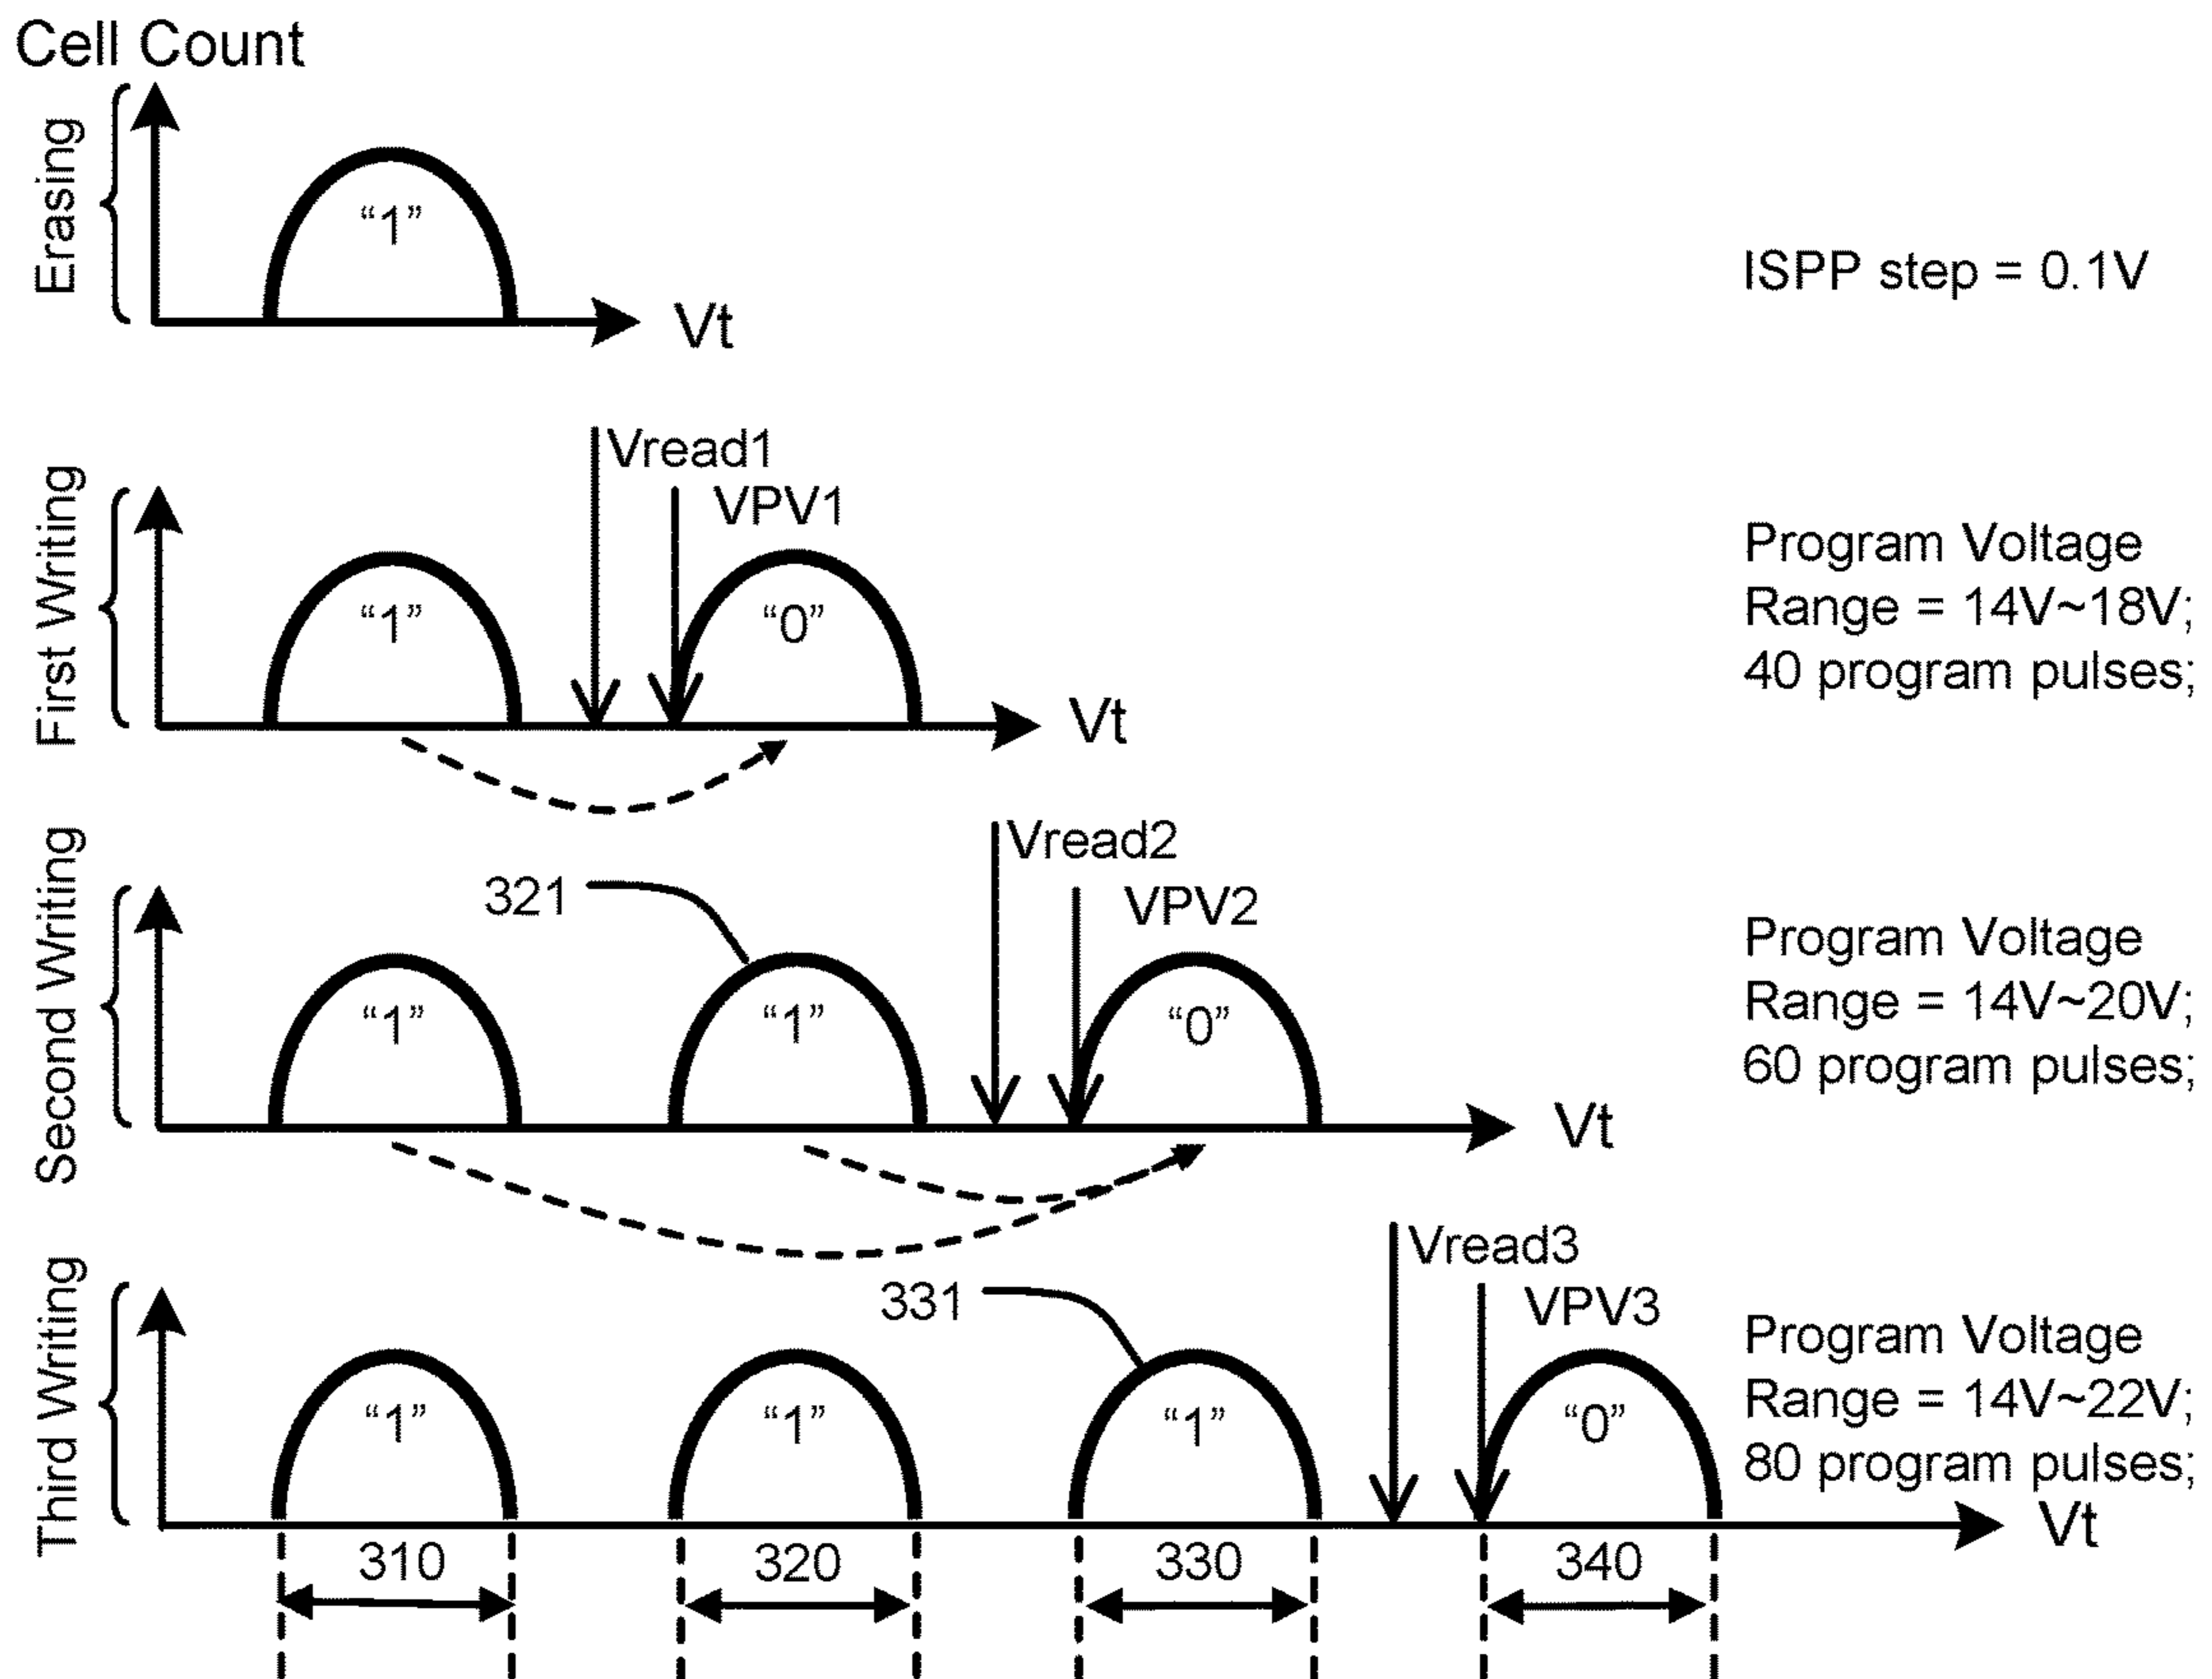 Cell Count
Erasing
“1”
Vt
ISPP step = 0.1V
First Writing
Vread1
VPV1
“1”
“0”
Vt
Program Voltage
Range = 14V~18V;
40 program pulses;
Second Writing
321
Vread2
VPV2
“1”
“1”
“0”
Vt
Program Voltage
Range = 14V~20V;
60 program pulses;
Third Writing
331
Vread3
VPV3
“1”
“1”
“1”
“0”
Program Voltage
Range = 14V~22V;
80 program pulses;
Vt
310
320
330
340